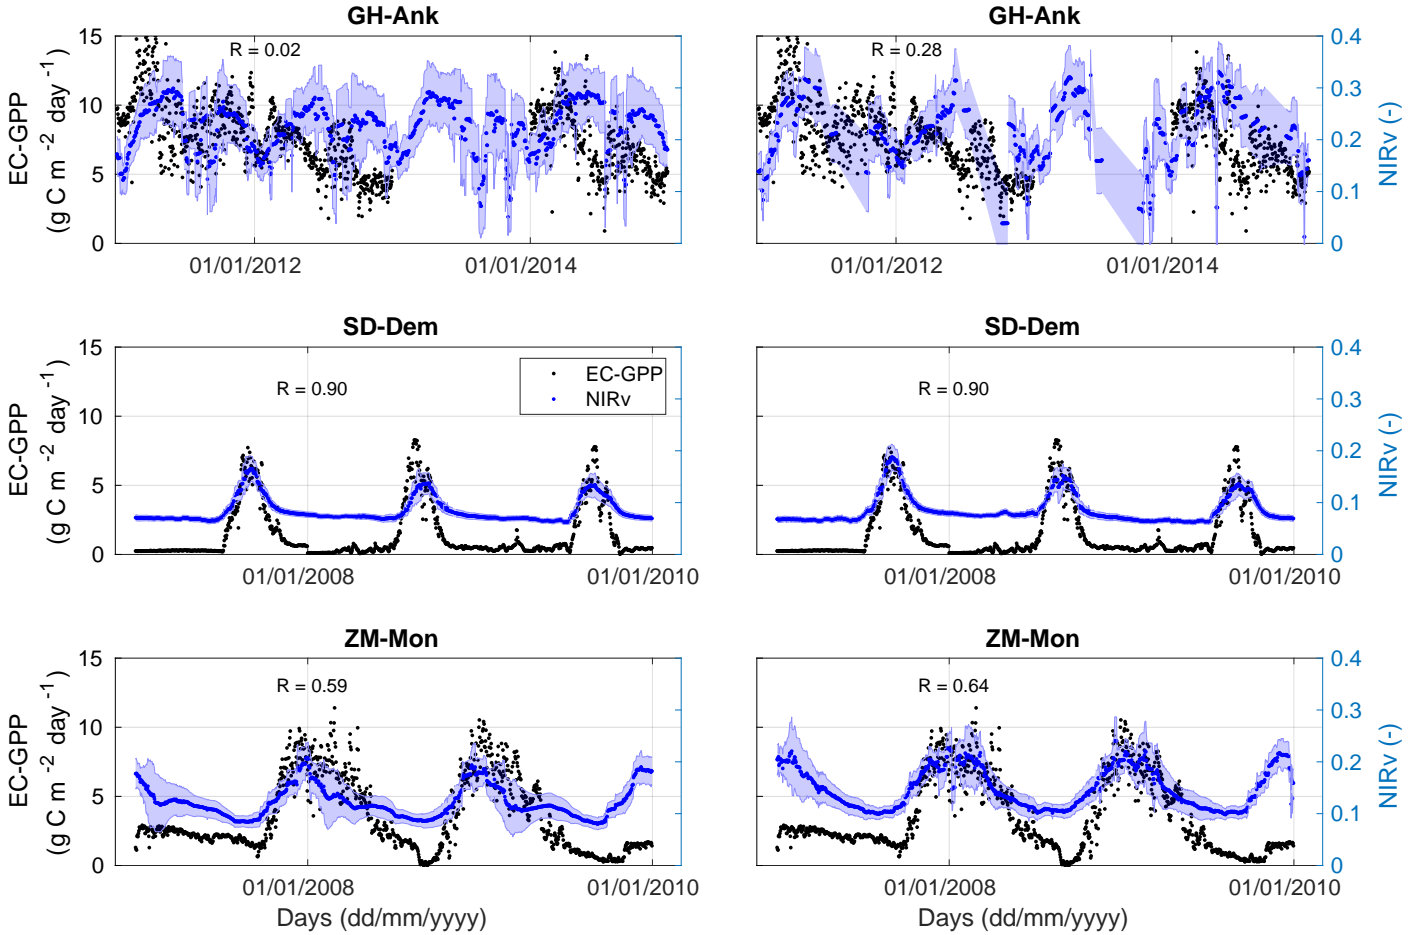 GH-Ank
GH-Ank
15
10
5
0
EC-GPP
(g C m -2 day -1)
R = 0.02
01/01/2012
01/01/2014
R = 0.28
01/01/2012
01/01/2014
0.4
0.3
0.2
0.1
0
NIRv (-)
SD-Dem
SD-Dem
15
10
5
0
EC-GPP
(g C m -2 day -1)
R = 0.90
EC-GPP
NIRv
01/01/2008
01/01/2010
R = 0.90
01/01/2008
01/01/2010
0.4
0.3
0.2
0.1
0
NIRv (-)
ZM-Mon
ZM-Mon
15
10
5
0
EC-GPP
(g C m -2 day -1)
R = 0.59
01/01/2008
01/01/2010
Days (dd/mm/yyyy)
R = 0.64
01/01/2008
01/01/2010
Days (dd/mm/yyyy)
0.4
0.3
0.2
0.1
0
NIRv (-)